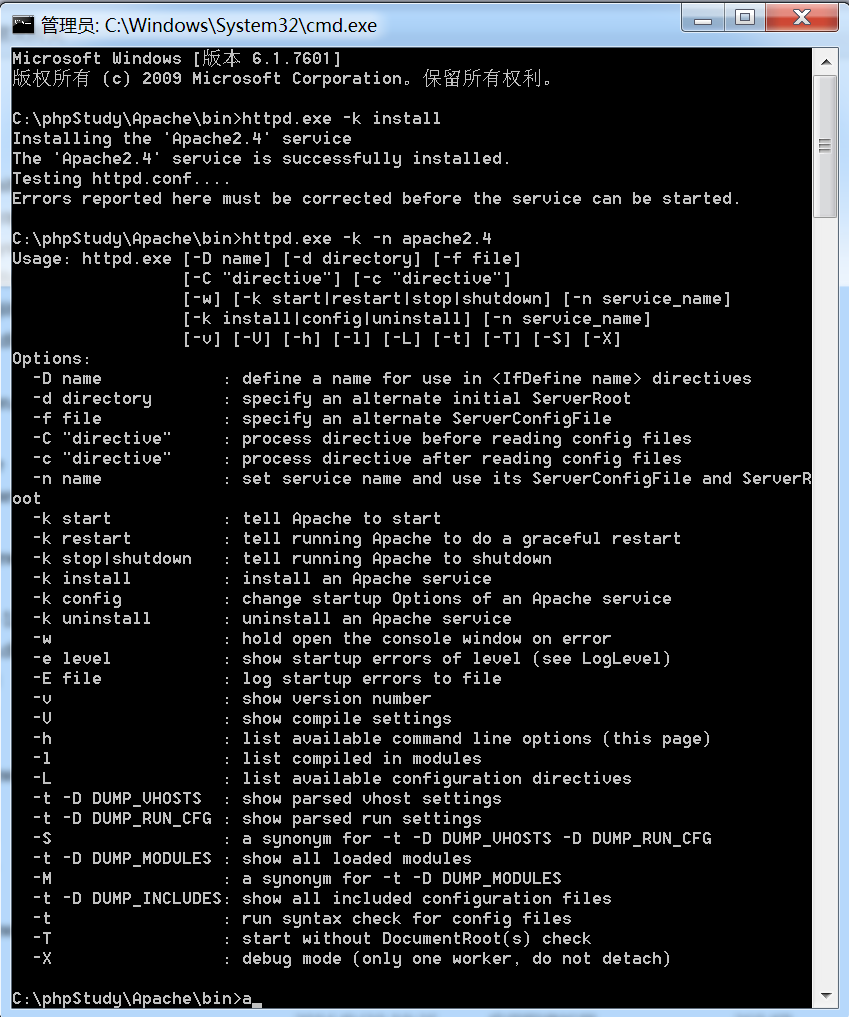 管理员: C:\Windows\System32\cmd.exe
Microsoft Windows [版本 6.1.7601]
版权所有 (c) 2009 Microsoft Corporation。保留所有权利。
C:\phpStudy\Apache\bin>httpd.exe -k install
Installing the 'Apache2.4' service
The 'Apache2.4' service is successfully installed.
Testing httpd.conf....
Errors reported here must be corrected before the service can be started.
C:\phpStudy\Apache\bin>httpd.exe -k -n apache2.4
Usage: httpd.exe [-D name] [-d directory] [-f file]
[-C "directive"] [-c "directive"]
[-w] [-k start|restart|stop|shutdown] [-n service_name]
[-k install|config|uninstall] [-n service_name]
[-v] [-V] [-h] [-l] [-L] [-t] [-T] [-S] [-X]
Options:
-D name : define a name for use in <IfDefine name> directives
-d directory : specify an alternate initial ServerRoot
-f file : specify an alternate ServerConfigFile
-C "directive" : process directive before reading config files
-c "directive" : process directive after reading config files
-n name : set service name and use its ServerConfigFile and ServerR
oot
-k start : tell Apache to start
-k restart : tell running Apache to do a graceful restart
-k stop|shutdown : tell running Apache to shutdown
-k install : install an Apache service
-k config : change startup Options of an Apache service
-k uninstall : uninstall an Apache service
-w : hold open the console window on error
-e level : show startup errors of level (see LogLevel)
-E file : log startup errors to file
-v : show version number
-V : show compile settings
-h : list available command line options (this page)
-l : list compiled in modules
-L : list available configuration directives
-t -D DUMP_VHOSTS : show parsed vhost settings
-t -D DUMP_RUN_CFG : show parsed run settings
-S : a synonym for -t -D DUMP_VHOSTS -D DUMP_RUN_CFG
-t -D DUMP_MODULES : show all loaded modules
-M : a synonym for -t -D DUMP_MODULES
-t -D DUMP_INCLUDES: show all included configuration files
-t : run syntax check for config files
-T : start without DocumentRoot(s) check
-X : debug mode (only one worker, do not detach)
C:\phpStudy\Apache\bin>a_